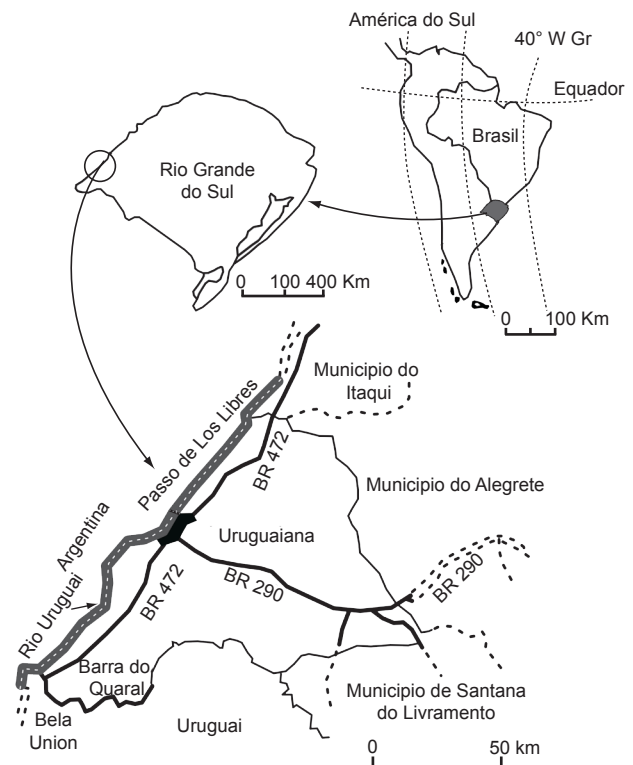 América do Sul
40° W Gr
Equador
Brasil
Rio Grande
do Sul
0 100 400 Km
0 100 Km
Municipio do
Itaqui
Passo de Los Libres
BR 472
Municipio do Alegrete
Argentina
Uruguaiana
BR 290
Rio Uruguai
BR 472
BR 290
Barra do
Quaral
Bela
Union
Uruguai
Municipio de Santana
do Livramento
0 50 km